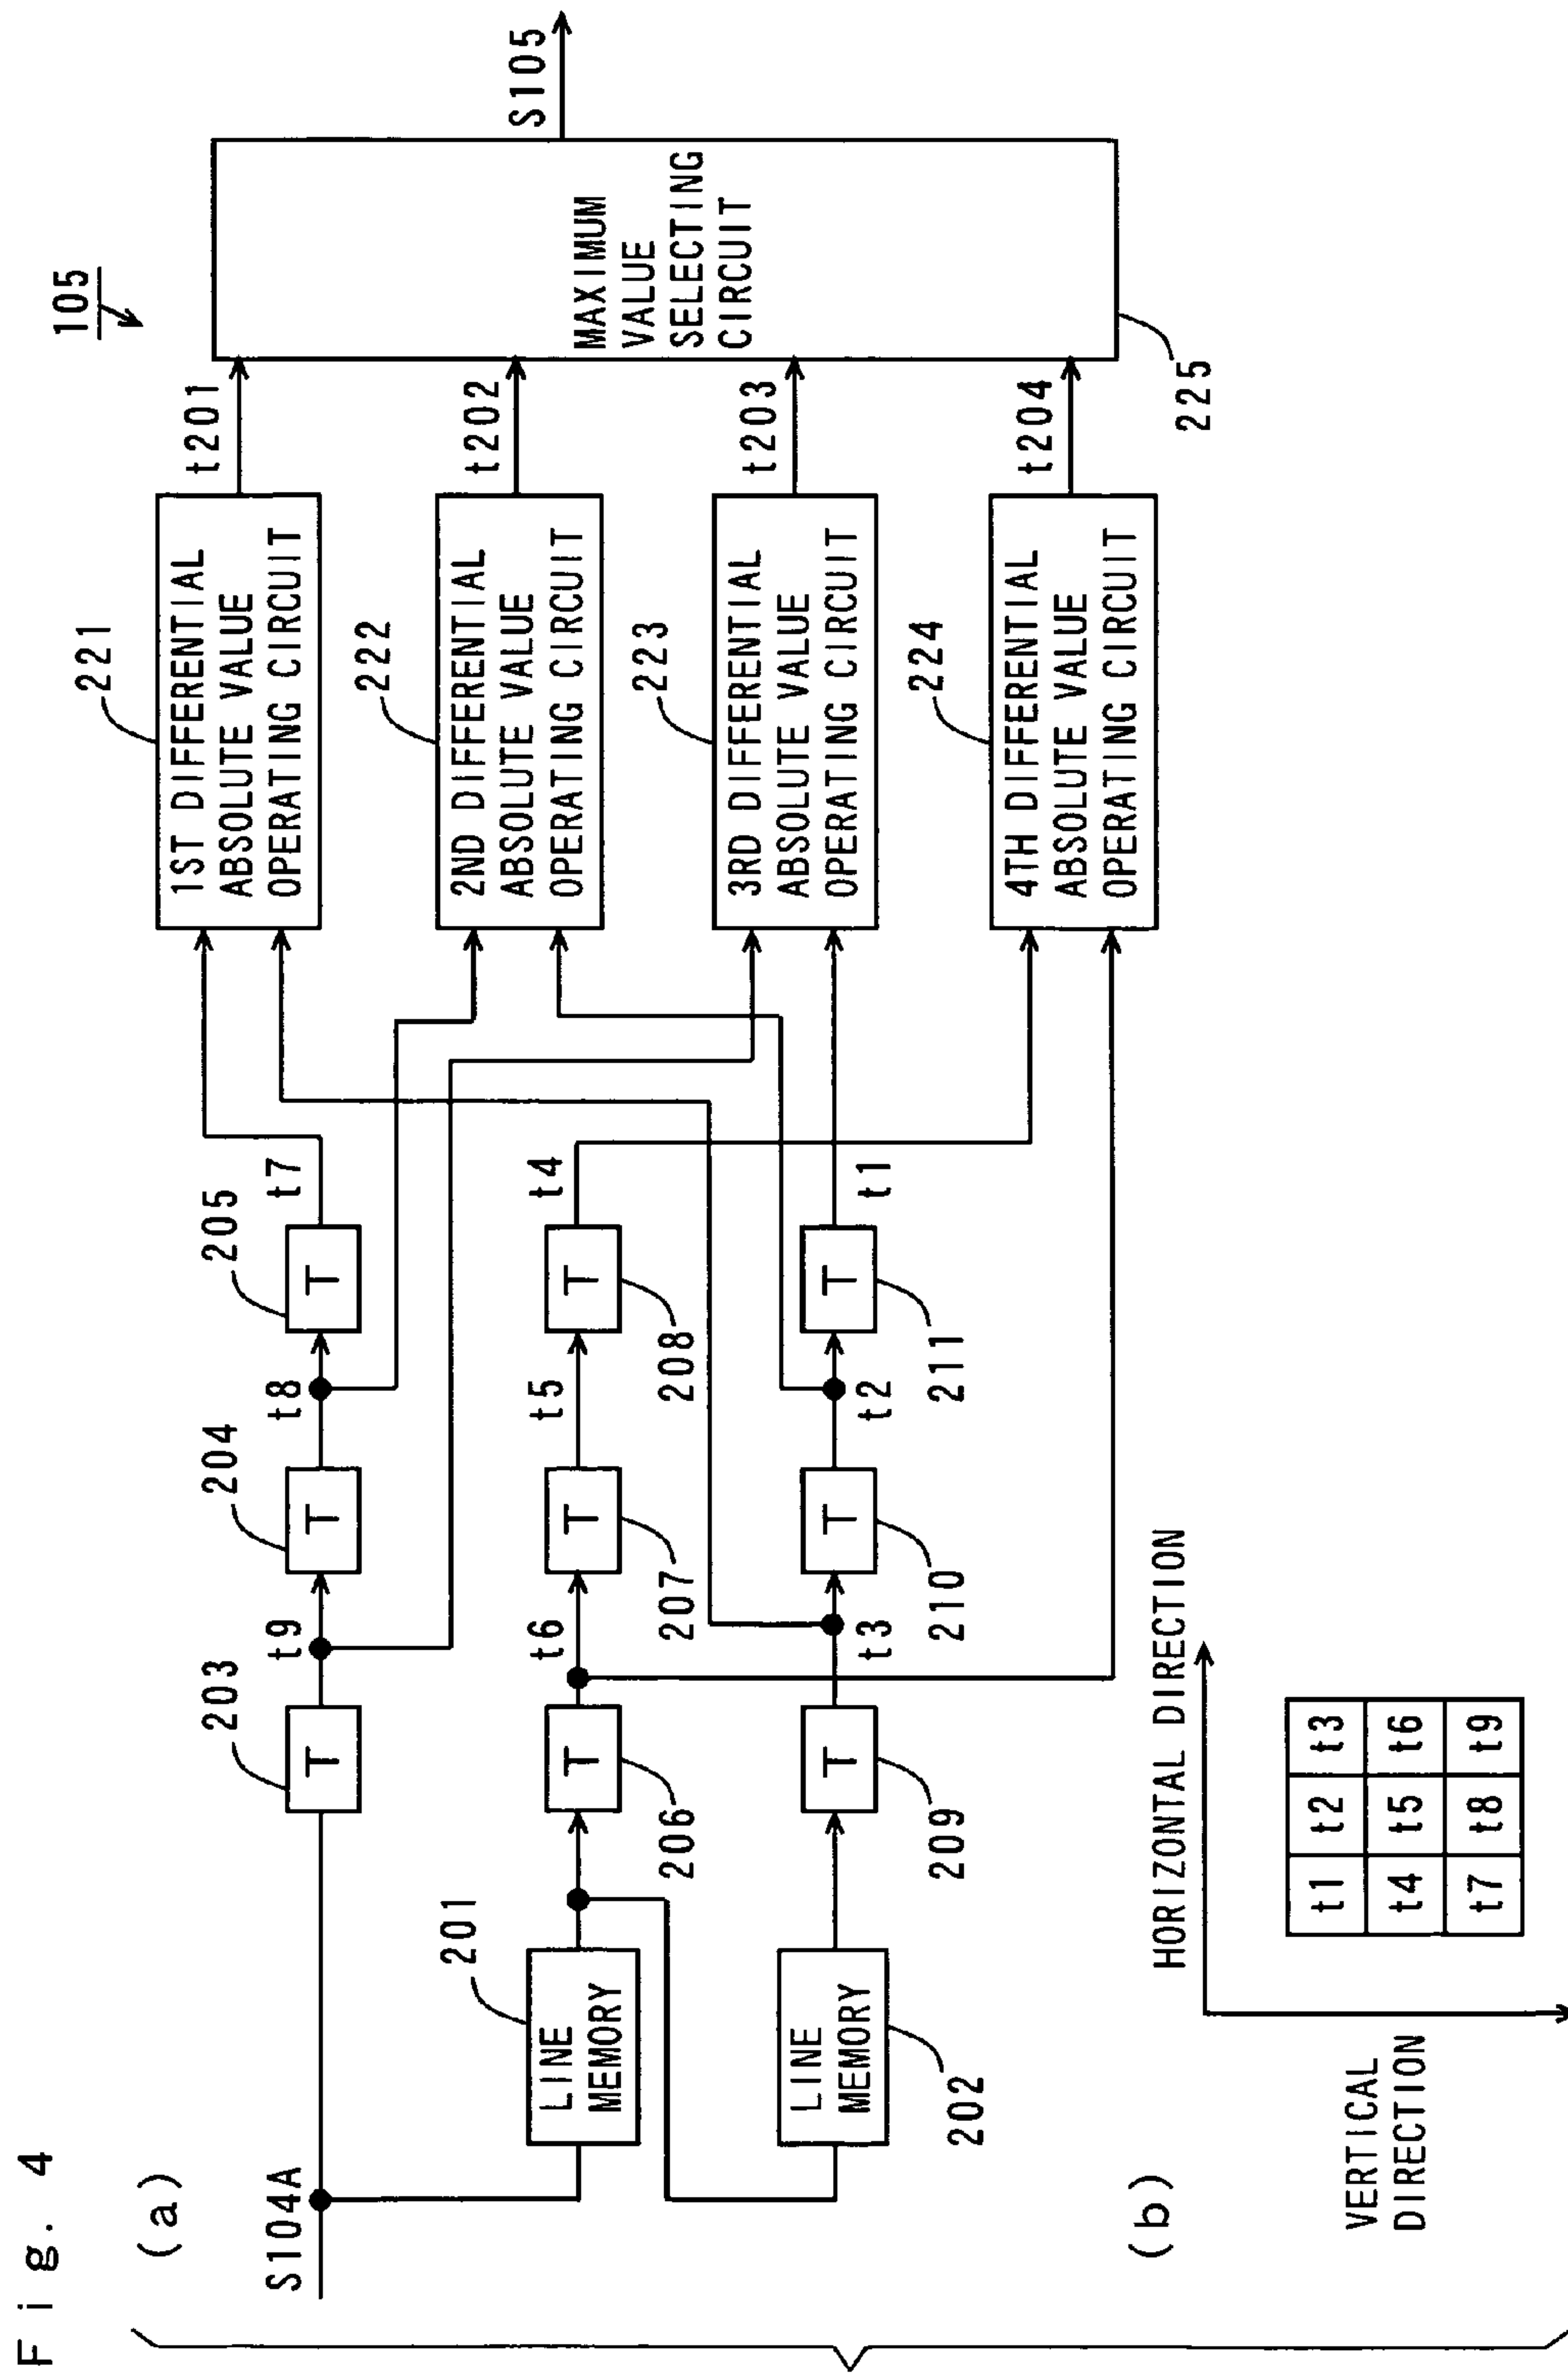 Fig. 4
(a)
105
S104A
203
t9
204
t8
205
t7
221
1ST DIFFERENTIAL
ABSOLUTE VALUE
OPERATING CIRCUIT
t201
T
T
T
201
LINE
MEMORY
206
T
t6
207
T
t5
208
T
t4
222
2ND DIFFERENTIAL
ABSOLUTE VALUE
OPERATING CIRCUIT
t202
MAXIMUM
VALUE
SELECTING
CIRCUIT
S105
202
LINE
MEMORY
209
T
t3
210
T
t2
211
T
t1
223
3RD DIFFERENTIAL
ABSOLUTE VALUE
OPERATING CIRCUIT
t203
224
4TH DIFFERENTIAL
ABSOLUTE VALUE
OPERATING CIRCUIT
t204
225
(b)
HORIZONTAL DIRECTION
VERTICAL
DIRECTION
t1 t2 t3
t4 t5 t6
t7 t8 t9